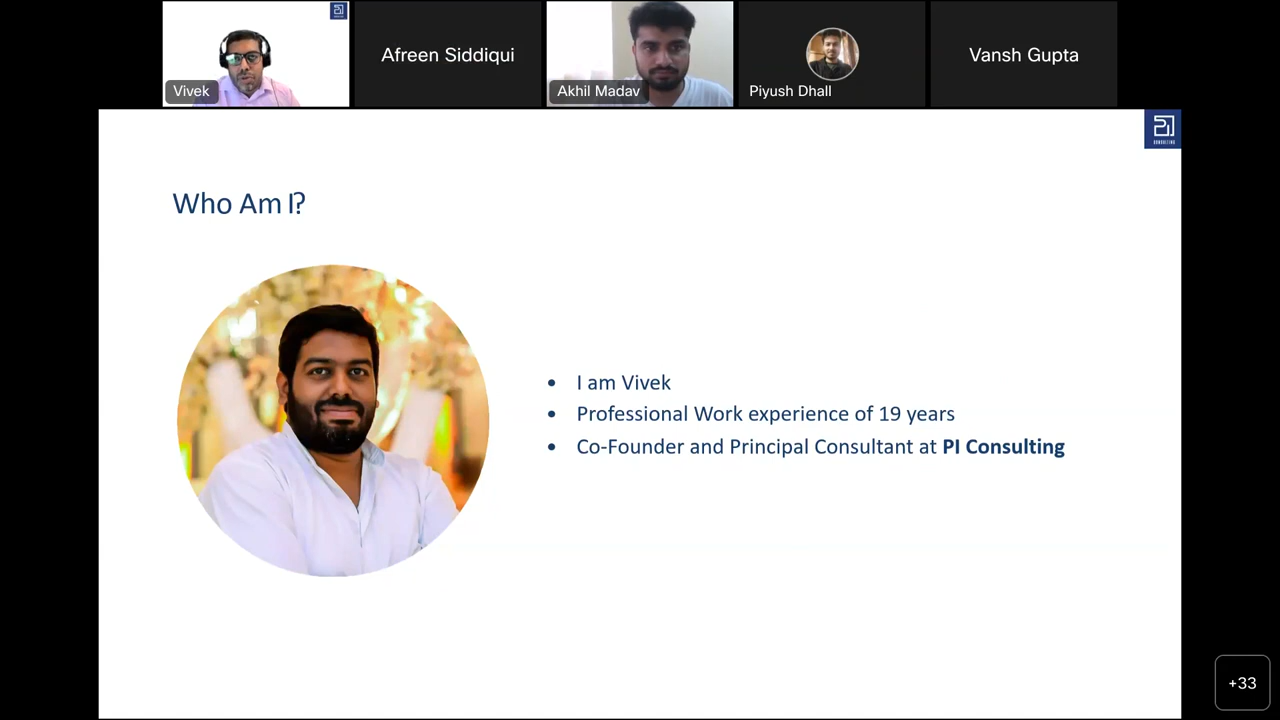 Vivek
Afreen Siddiqui
Akhil Madav
Piyush Dhall
Vansh Gupta
CONSULTING
Who Am I?
• I am Vivek
• Professional Work experience of 19 years
• Co-Founder and Principal Consultant at PI Consulting
+33